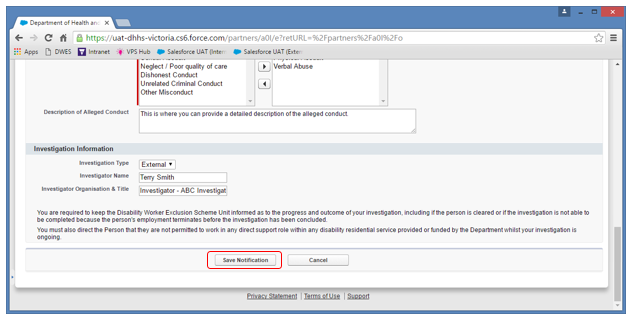 Department of Health and
https://uat-dhhs-victoria.cs6.force.com/partners/a0I/e?retURL=%2Fpartners%2Fa0I%2Fo
Apps DWES Intranet VPS Hub Salesforce UAT (Inter Salesforce UAT (Exter
Neglect / Poor quality of care Verbal Abuse
Dishonest Conduct
Unrelated Criminal Conduct
Other Misconduct
Description of Alleged Conduct This is where you can provide a detailed description of the alleged conduct.
Investigation Information
Investigation Type External
Investigator Name Terry Smith
Investigator Organisation & Title Investigator - ABC Investigat
You are required to keep the Disability Worker Exclusion Scheme Unit informed as to the progress and outcome of your investigation, including if the person is cleared or if the investigation is not able to
be completed because the person's employment terminates before the investigation has been concluded.
You must also direct the Person that they are not permitted to work in any direct support role within any disability residential service provided or funded by the Department whilst your investigation is
ongoing.
Save Notification Cancel
Privacy Statement | Terms of Use | Support